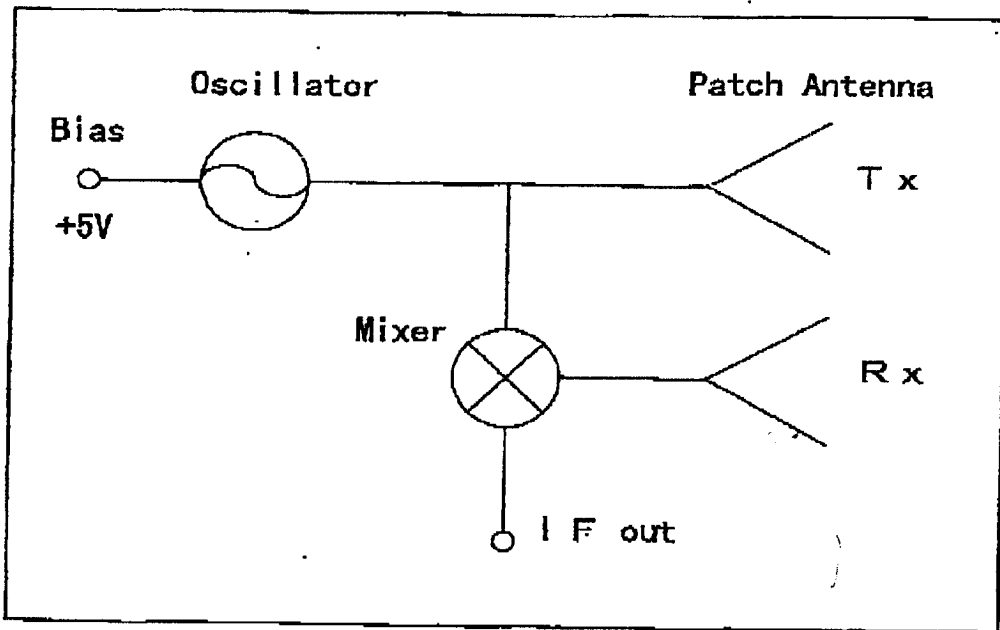 Oscillator
Patch Antenna
Bias
+5V
Tx
Mixer
Rx
IF out